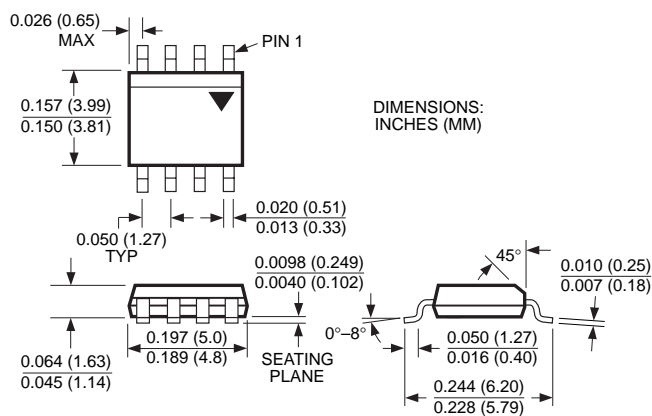 0.026 (0.65)
MAX
PIN 1
0.157 (3.99)
0.150 (3.81)
DIMENSIONS:
INCHES (MM)
0.050 (1.27)
TYP
0.020 (0.51)
0.013 (0.33)
0.064 (1.63)
0.045 (1.14)
0.197 (5.0)
0.189 (4.8)
0.0098 (0.249)
0.0040 (0.102)
SEATING
PLANE
45°
0.010 (0.25)
0.007 (0.18)
0°–8°
0.050 (1.27)
0.016 (0.40)
0.244 (6.20)
0.228 (5.79)